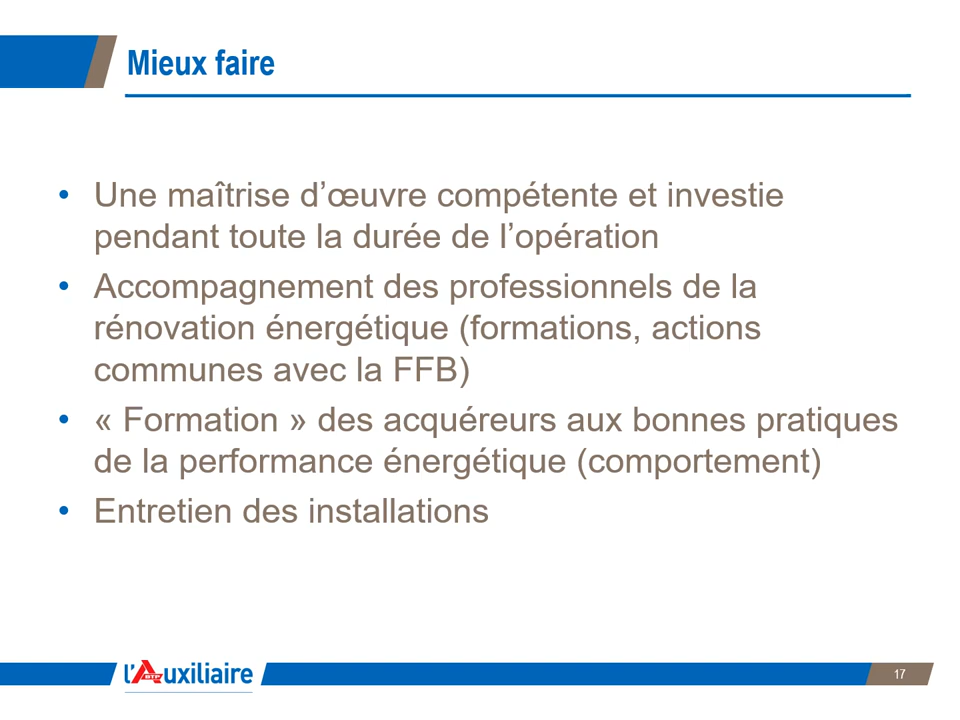 Mieux faire
• Une maîtrise d’œuvre compétente et investie
pendant toute la durée de l’opération
• Accompagnement des professionnels de la
rénovation énergétique (formations, actions
communes avec la FFB)
• « Formation » des acquéreurs aux bonnes pratiques
de la performance énergétique (comportement)
• Entretien des installations
l’Auxiliaire
BTP
17